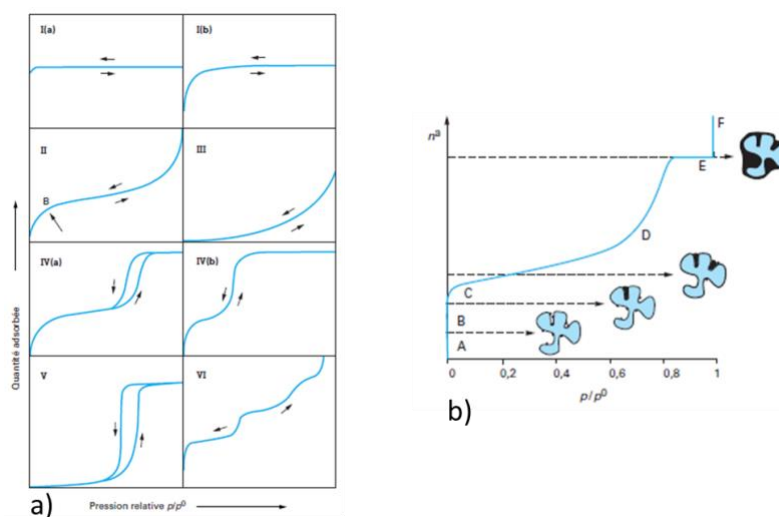 I(a)
I(b)
II
III
B
IV(a)
IV(b)
V
VI
Quantité adsorbée
Pression relative p/p⁰
a)
nᵃ
F
E
D
C
B
A
0 0,2 0,4 0,6 0,8 1
p/p⁰
b)